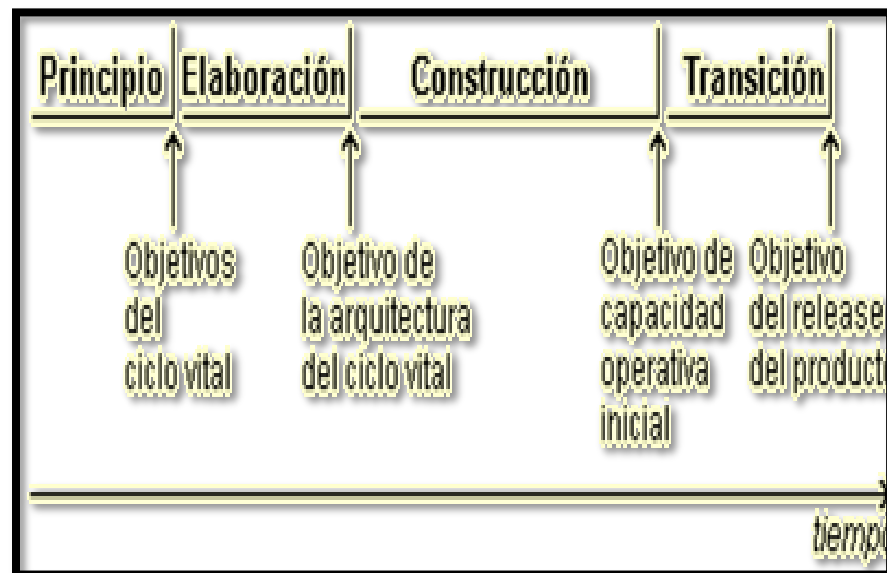 Principio Elaboración Construcción Transición
Objetivos
del
ciclo vital
Objetivo de
la arquitectura
del ciclo vital
Objetivo de
capacidad
operativa
inicial
Objetivo
del release
del product
tiemp